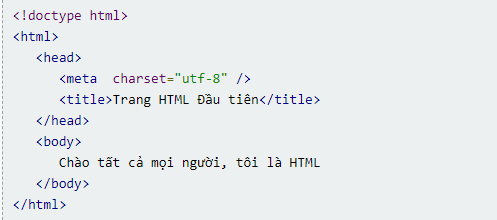 <!doctype html>
<html>
   <head>
      <meta  charset="utf-8" />
      <title>Trang HTML Đầu tiên</title>
   </head>
   <body>
      Chào tất cả mọi người, tôi là HTML
   </body>
</html>